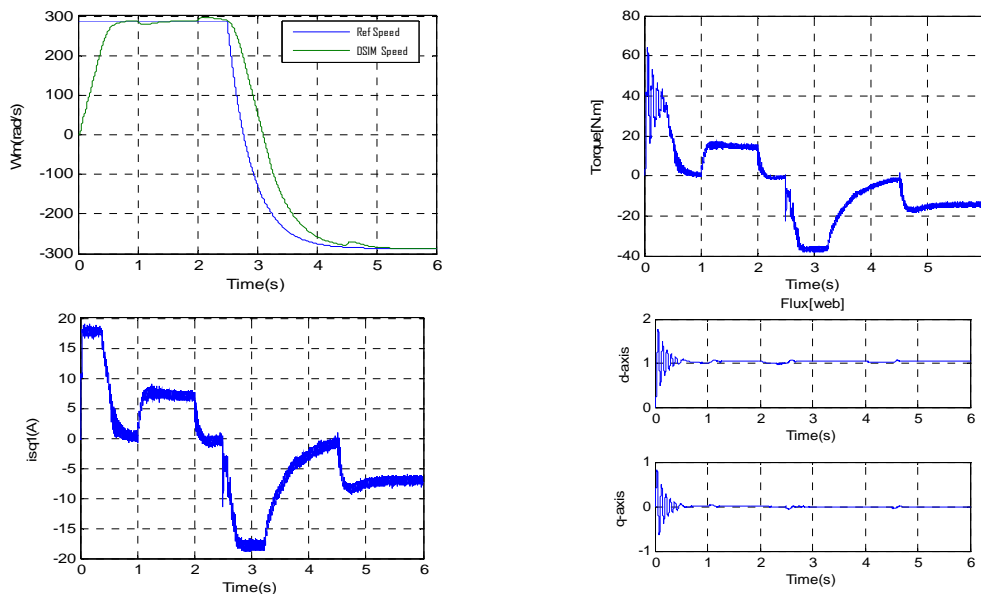 300
200
100
0
-100
-200
-300
Wm(rad/s)
Ref Speed
DSIM Speed
0 1 2 3 4 5 6
Time(s)
80
60
40
20
0
-20
-40
Torque[N.m]
0 1 2 3 4 5
Time(s)
20
15
10
5
0
-5
-10
-15
-20
isq1(A)
0 1 2 3 4 5 6
Time(s)
Flux[web]
2
1
0
d-axis
0 1 2 3 4 5 6
Time(s)
1
0
-1
q-axis
0 1 2 3 4 5 6
Time(s)